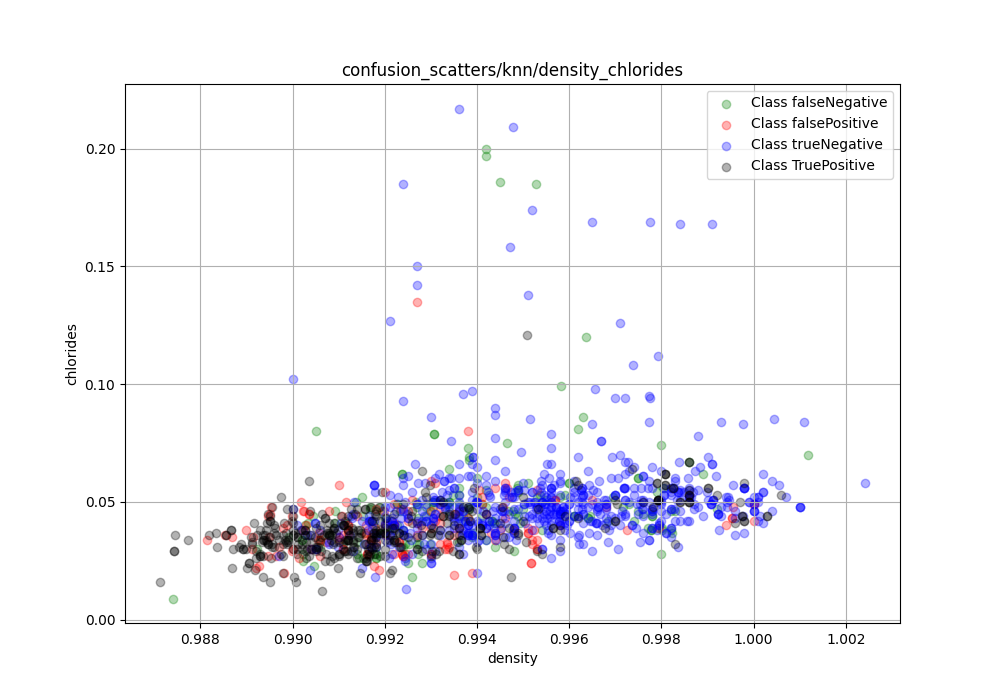 confusion_scatters/knn/density_chlorides
Class falseNegative
Class falsePositive
Class trueNegative
Class TruePositive
0.20
0.15
0.10
0.05
0.00
chlorides
0.988
0.990
0.992
0.994
0.996
0.998
1.000
1.002
density